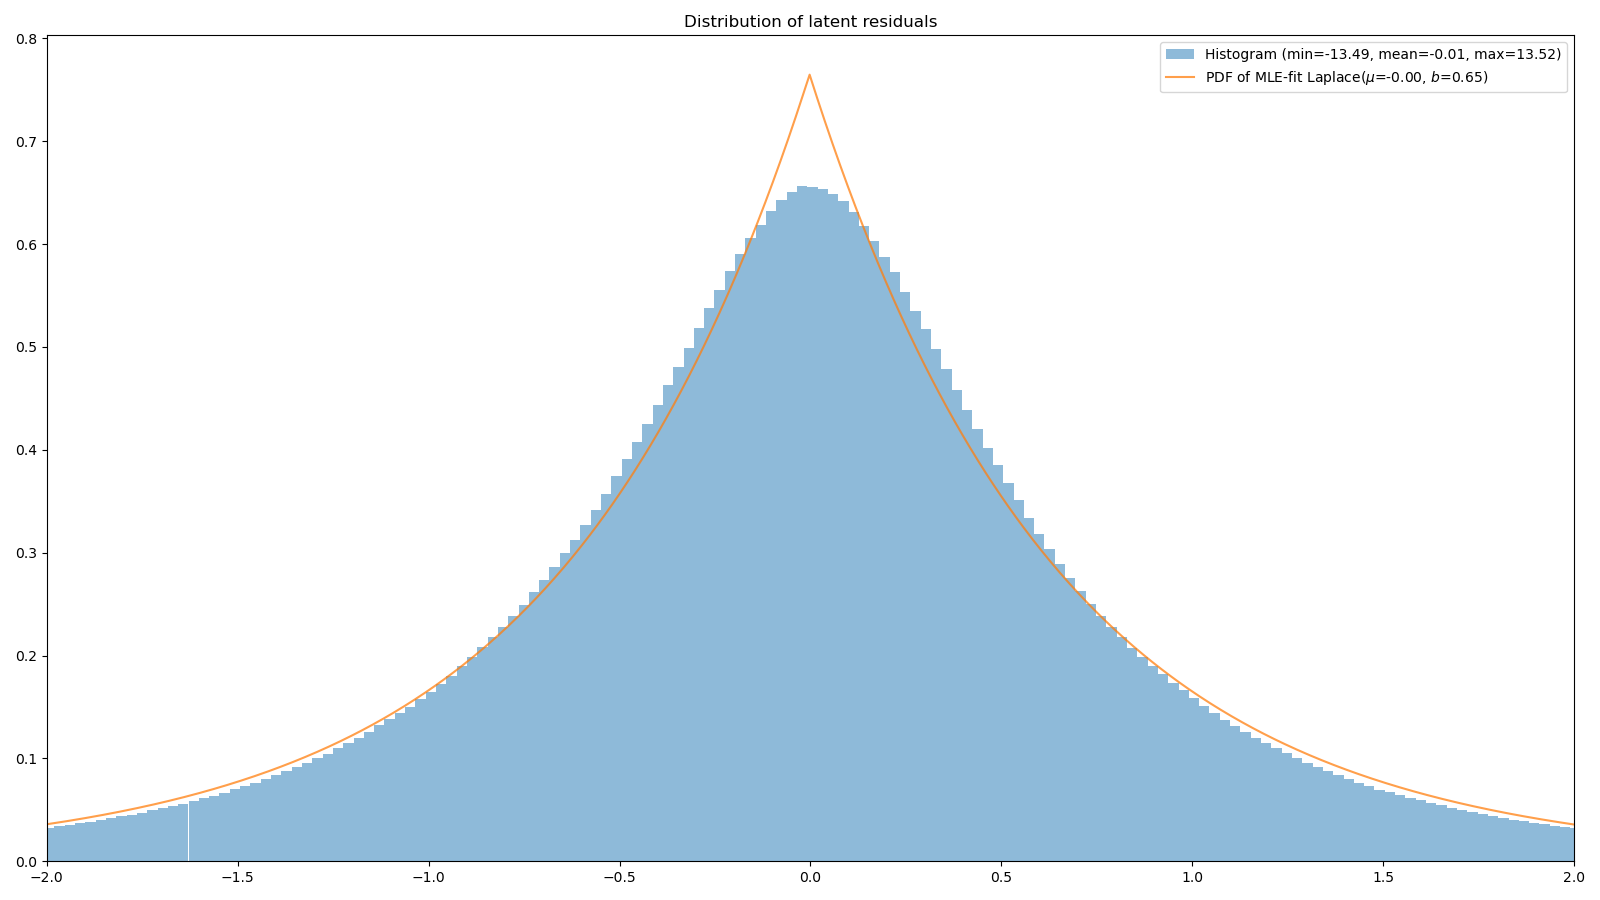 Distribution of latent residuals
Histogram (min=-13.49, mean=-0.01, max=13.52)
PDF of MLE-fit Laplace(μ=-0.00, b=0.65)
0.8
0.7
0.6
0.5
0.4
0.3
0.2
0.1
0.0
−2.0 −1.5 −1.0 −0.5 0.0 0.5 1.0 1.5 2.0